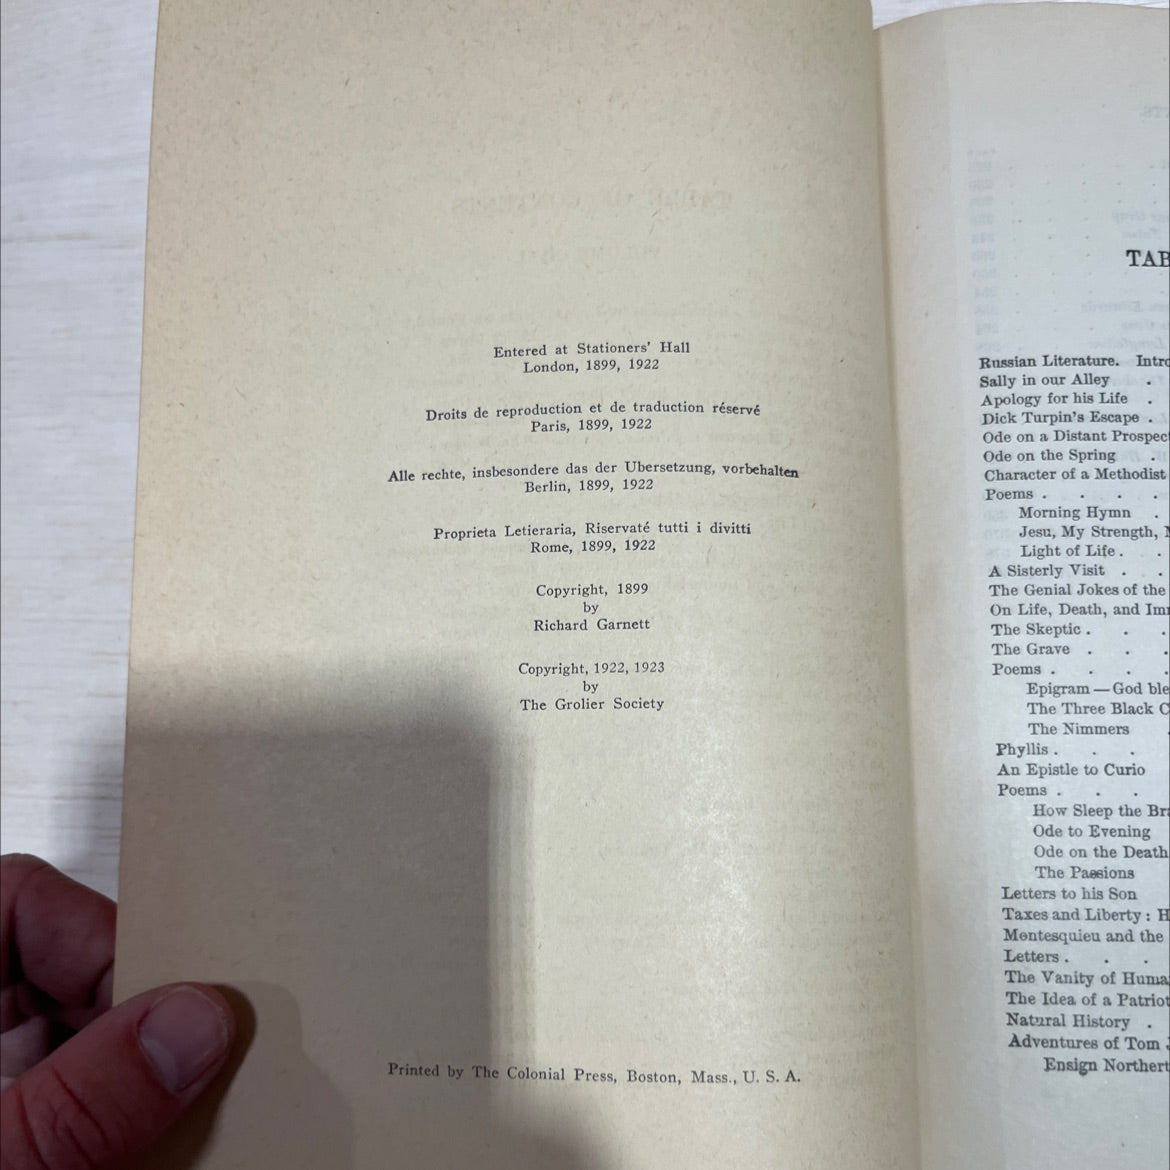 Entered at Stationers' Hall
London, 1899, 1922
Droits de reproduction et de traduction réservé
Paris, 1899, 1922
Alle rechte, insbesondere das der Ubersetzung, vorbehalten
Berlin, 1899, 1922
Proprieta Letieraria, Riservaté tutti i divitti
Rome, 1899, 1922
Copyright, 1899
by
Richard Garnett
Copyright, 1922, 1923
by
The Grolier Society
Printed by The Colonial Press, Boston, Mass., U. S. A.
TAB
Russian Literature. Intro
Sally in our Alley .
Apology for his Life .
Dick Turpin's Escape .
Ode on a Distant Prospect
Ode on the Spring .
Character of a Methodist
Poems . . . .
Morning Hymn .
Jesu, My Strength,
Light of Life . .
A Sisterly Visit . .
The Genial Jokes of the
On Life, Death, and Imm
The Skeptic . . .
The Grave . . .
Poems . . . .
Epigram — God ble
The Three Black C
The Nimmers
Phyllis . . .
An Epistle to Curio
Poems . . .
How Sleep the Bra
Ode to Evening
Ode on the Death
The Passions
Letters to his Son
Taxes and Liberty : H
Montesquieu and the
Letters . . .
The Vanity of Huma
The Idea of a Patriot
Natural History .
Adventures of Tom J
Ensign Northert